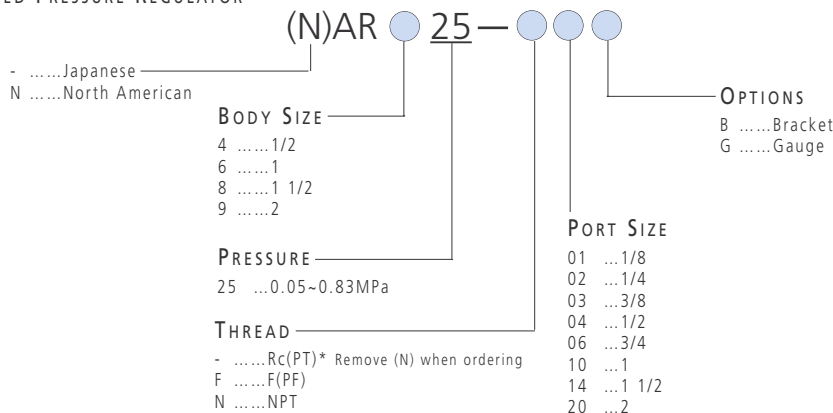 PRESSURE REGULATOR
(N)AR 25 —
- ......Japanese
N ......North American
BODY SIZE
4 ......1/2
6 ......1
8 ......1 1/2
9 ......2
OPTIONS
B ......Bracket
G ......Gauge
PRESSURE
25 ...0.05~0.83MPa
PORT SIZE
01 ...1/8
02 ...1/4
03 ...3/8
04 ...1/2
06 ...3/4
10 ...1
14 ...1 1/2
20 ...2
THREAD
- ......Rc(PT)* Remove (N) when ordering
F ......F(PF)
N ......NPT